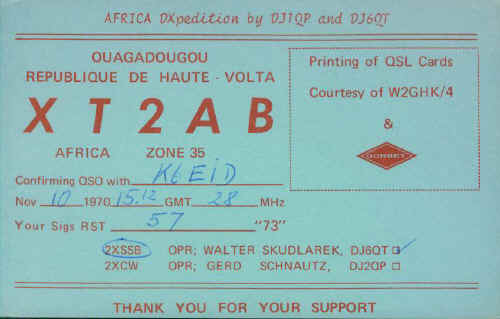 AFRICA DXpedition by DJ1QP and DJ6QT
OUAGADOUGOU
REPUBLIQUE DE HAUTE - VOLTA
XT2AB
AFRICA ZONE 35
Printing of QSL Cards
Courtesy of W2GHK/4
&
Confirming QSO with K6EID
Nov 10 1970 15.12 GMT 28 MHz
Your Sigs RST 57 "73"
2XSSB OPR; WALTER SKUDLAREK, DJ6QT
2XCW OPR; GERD SCHNAUTZ, DJ2QP
THANK YOU FOR YOUR SUPPORT